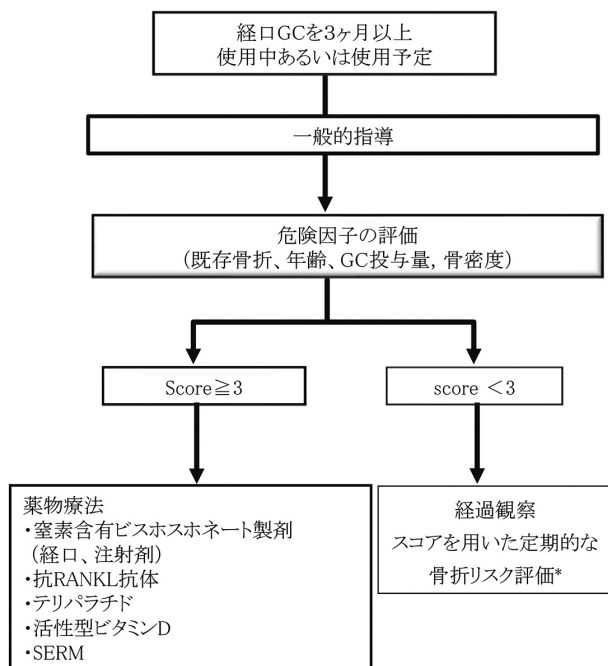 経口GCを3ヶ月以上
使用中あるいは使用予定
一般的指導
危険因子の評価
(既存骨折、年齢、GC投与量, 骨密度)
Score≧3
score <3
薬物療法
・窒素含有ビスホスホネート製剤
(経口、注射剤)
・抗RANKL抗体
・テリパラチド
・活性型ビタミンD
・SERM
経過観察
スコアを用いた定期的な
骨折リスク評価*